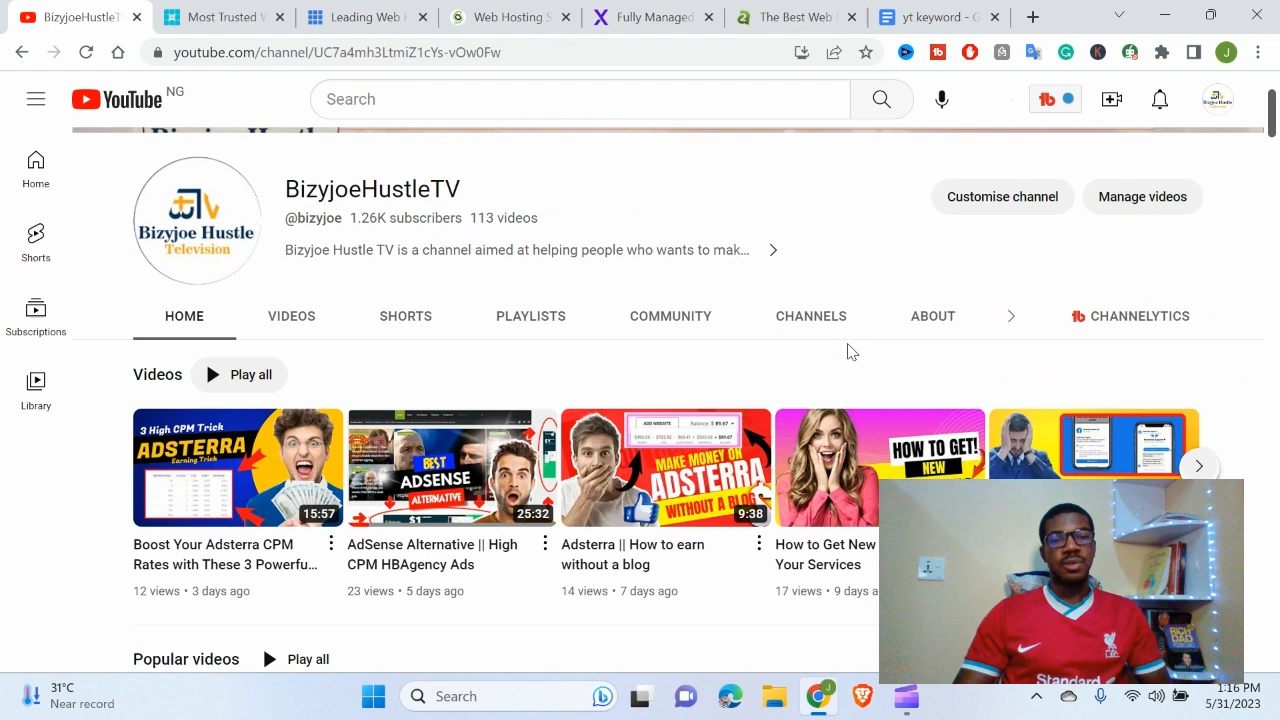 BizyjoeHustleT
Most Trusted
Leading Web
Web Hosting S
ully Managed
The Best Web
yt keyword - G
youtube.com/channel/UC7a4mh3LtmiZ1cYs-vOw0Fw
J
YouTube NG
Search
tb
BizyjoeHustleTV
@bizyjoe 1.26K subscribers 113 videos
Bizyjoe Hustle TV is a channel aimed at helping people who wants to mak...
Customise channel
Manage videos
Bizyjoe Hustle
Television
Home
Shorts
Subscriptions
Library
HOME
VIDEOS
SHORTS
PLAYLISTS
COMMUNITY
CHANNELS
ABOUT
CHANNELYTICS
Videos
Play all
3 High CPM Trick
ADSTERRA
Earning Trick
15:57
BEST
ADSENSE
ALTERNATIVE
25:32
ADD WEBSITE
MAKE MONEY ON
ADSTERRA
WITHOUT A BLOG
9:38
HOW TO GET!
NEW
Boost Your Adsterra CPM
Rates with These 3 Powerfu...
12 views • 3 days ago
AdSense Alternative || High
CPM HBAgency Ads
23 views • 5 days ago
Adsterra || How to earn
without a blog
14 views • 7 days ago
How to Get New
Your Services
17 views • 9 days a
RICH
DAD
Standard
Popular videos
Play all
31°C
Near record
Search
1:16 PM
5/31/2023